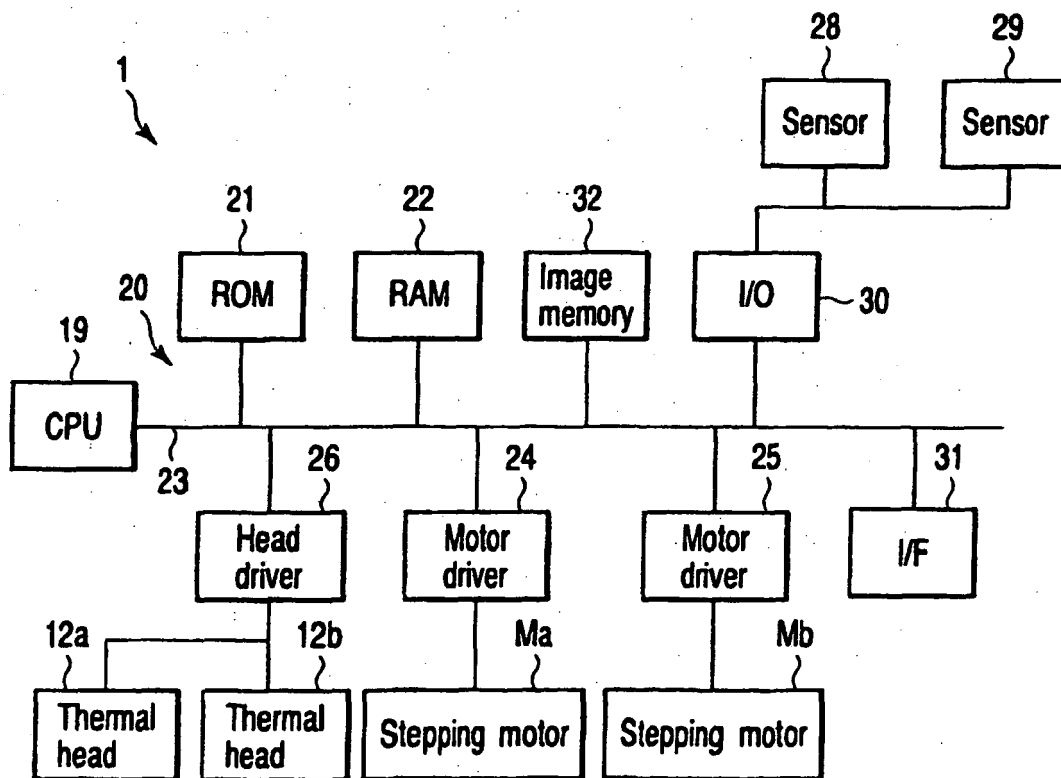 28
29
1
Sensor
Sensor
21
22
32
ROM
RAM
Image
memory
I/O
30
20
19
CPU
23
26
24
25
31
Head
driver
Motor
driver
Motor
driver
I/F
12a
12b
Ma
Mb
Thermal
head
Thermal
head
Stepping motor
Stepping motor